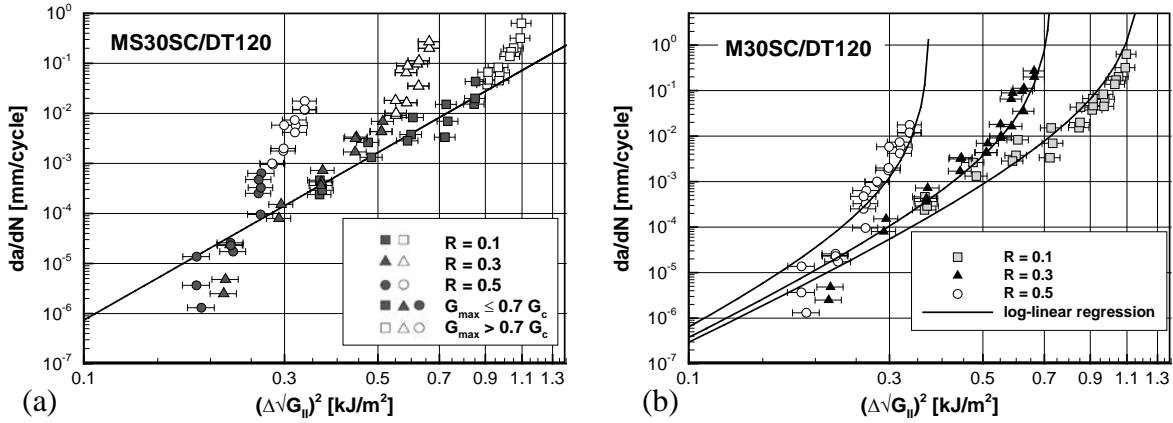 MS30SC/DT120
da/dN [mm/cycle]
10^0
10^-1
10^-2
10^-3
10^-4
10^-5
10^-6
10^-7
R = 0.1
R = 0.3
R = 0.5
G_max ≤ 0.7 G_c
G_max > 0.7 G_c
0.1 0.3 0.5 0.7 0.9 1.1 1.3
(Δ√G_II)² [kJ/m²]
(a)
M30SC/DT120
da/dN [mm/cycle]
10^0
10^-1
10^-2
10^-3
10^-4
10^-5
10^-6
10^-7
R = 0.1
R = 0.3
R = 0.5
log-linear regression
0.1 0.3 0.5 0.7 0.9 1.1 1.3
(Δ√G_II)² [kJ/m²]
(b)